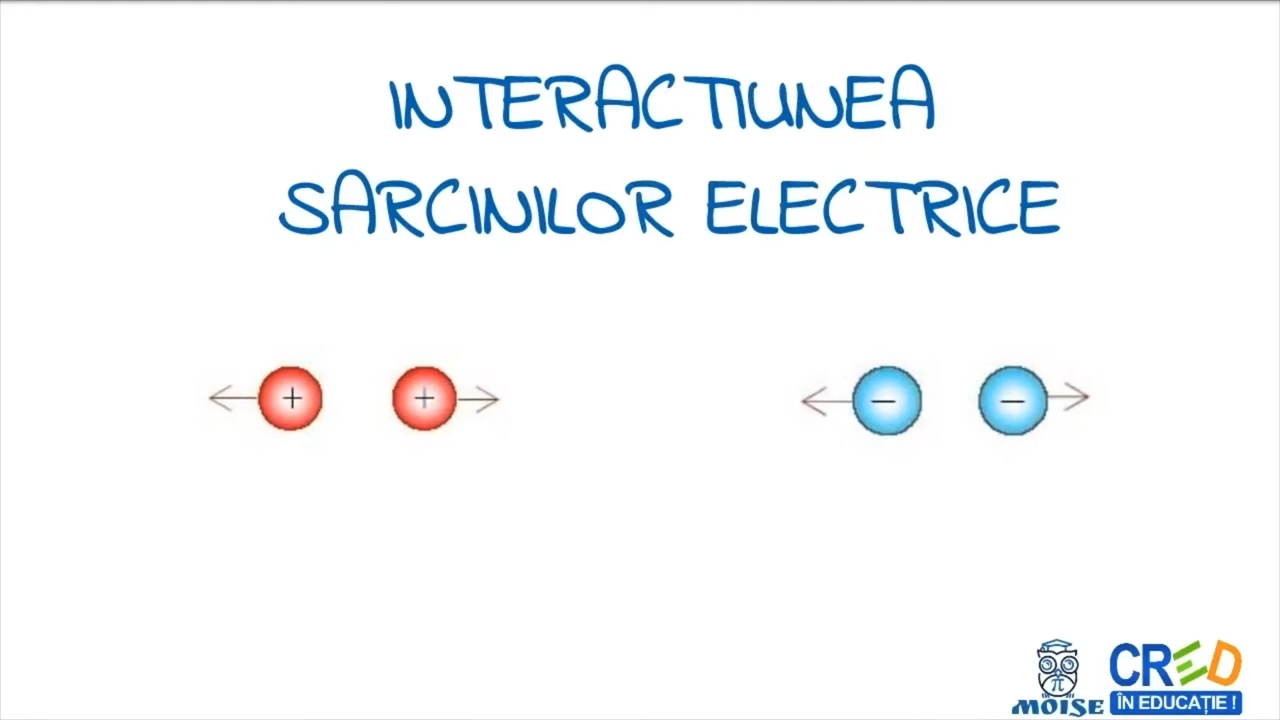 INTERACTIUNEA
SARCINILOR ELECTRICE
+ + − −
π
MOISE
CRED
ÎN EDUCAȚIE !